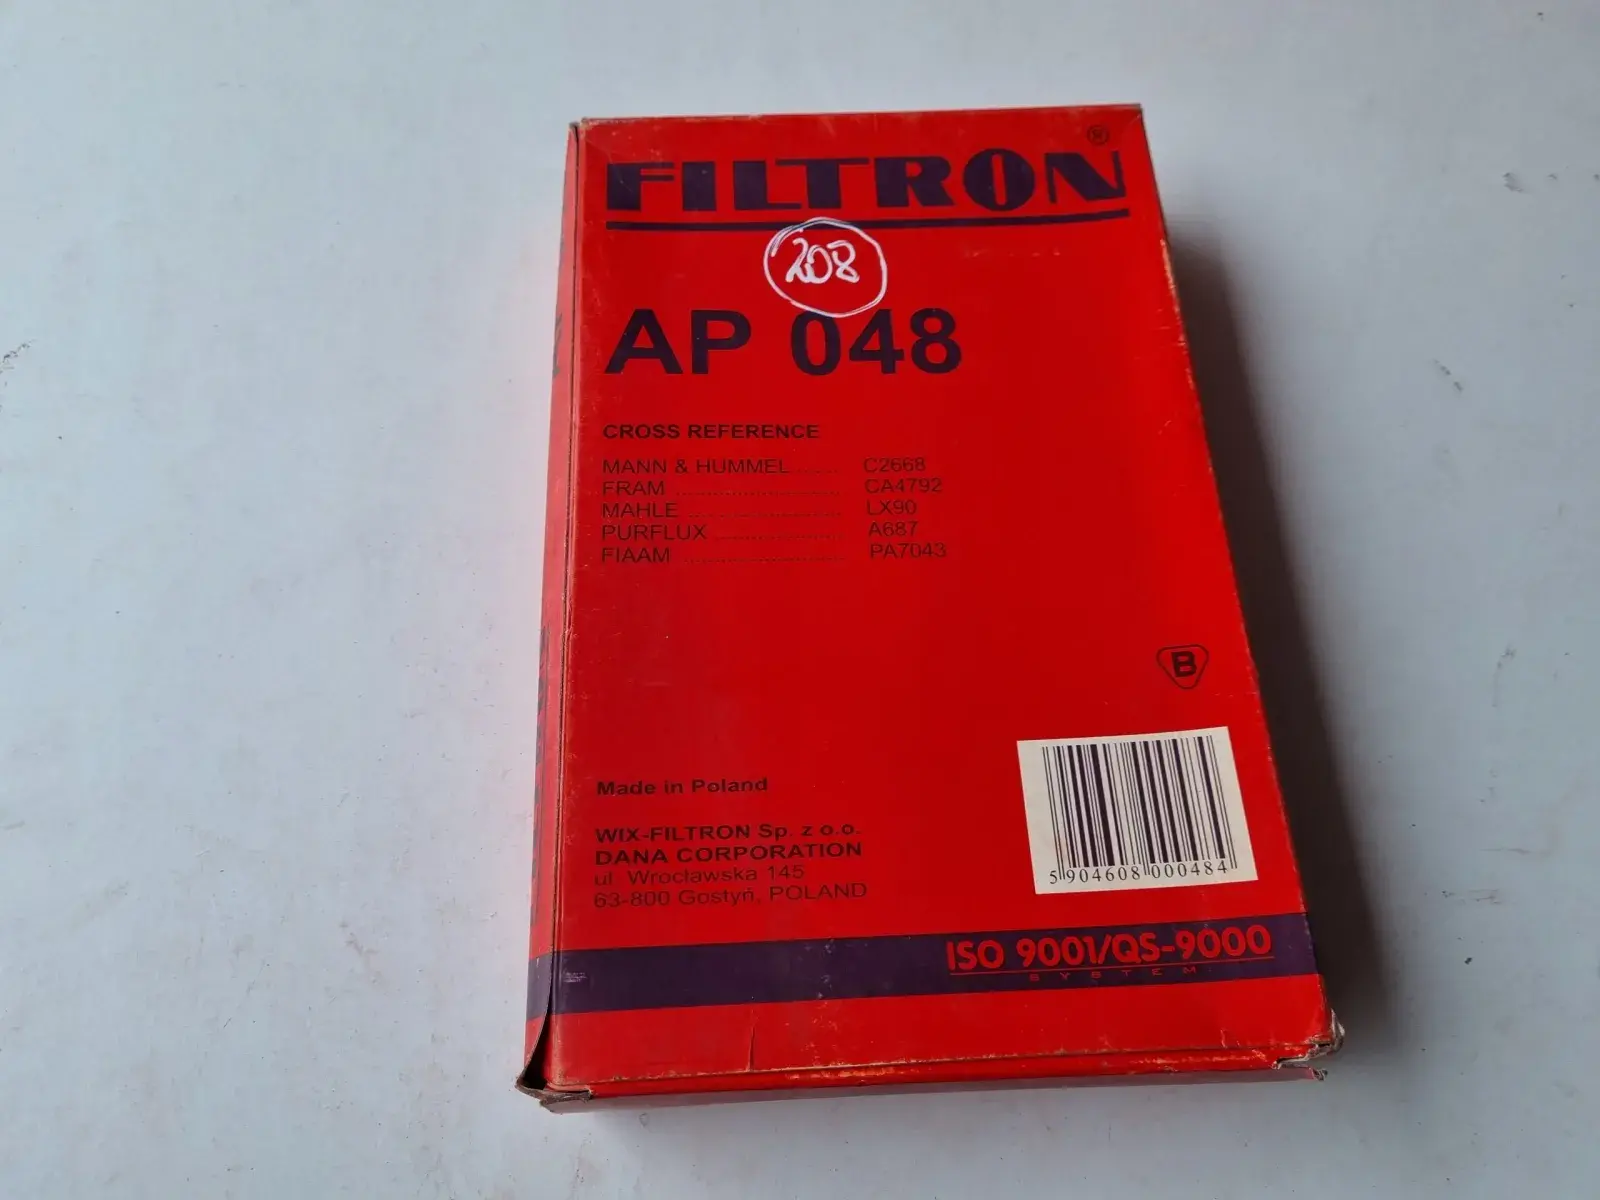 FILTRON®
208
AP 048
CROSS REFERENCE
MANN & HUMMEL ........ C2668
FRAM ........................ CA4792
MAHLE ...................... LX90
PURFLUX .................. A687
FIAAM ....................... PA7043
B
Made in Poland
WIX-FILTRON Sp. z o.o.
DANA CORPORATION
ul. Wrocławska 145
63-800 Gostyń, POLAND
5 904608 000484
ISO 9001/QS-9000
SYSTEM